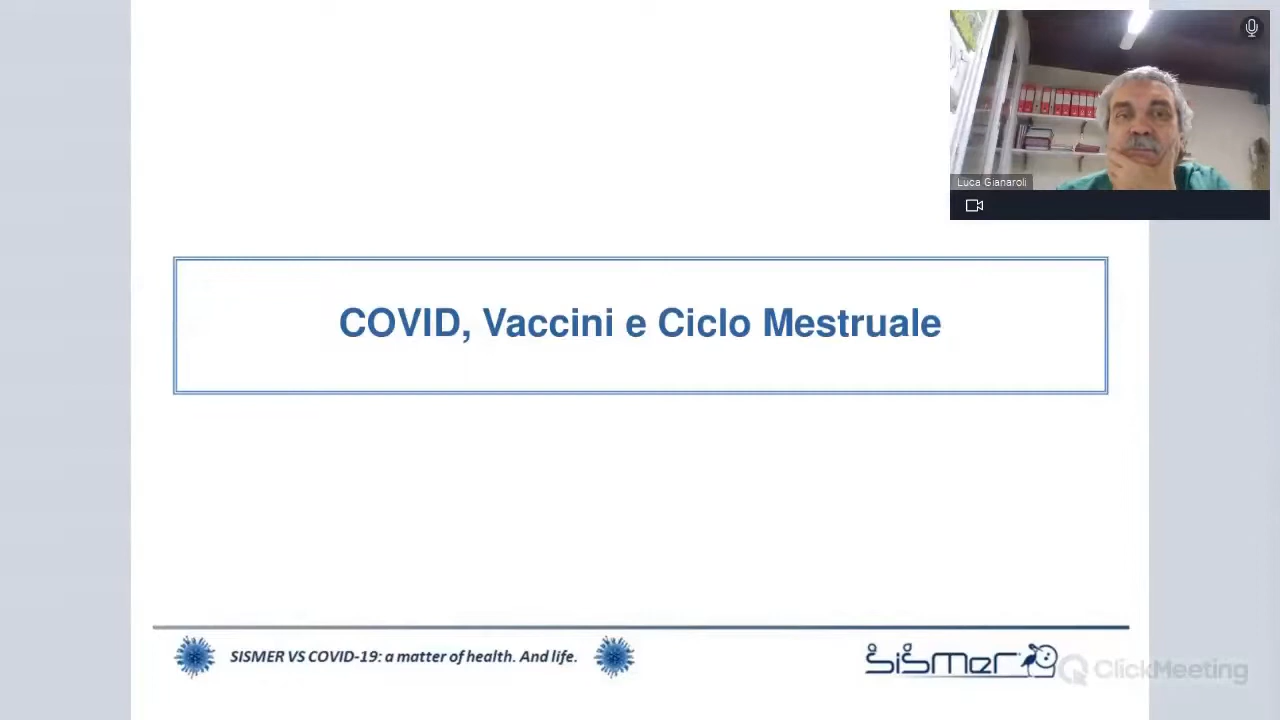 Luca Gianaroli
COVID, Vaccini e Ciclo Mestruale
SISMER VS COVID-19: a matter of health. And life.
sismer
ClickMeeting